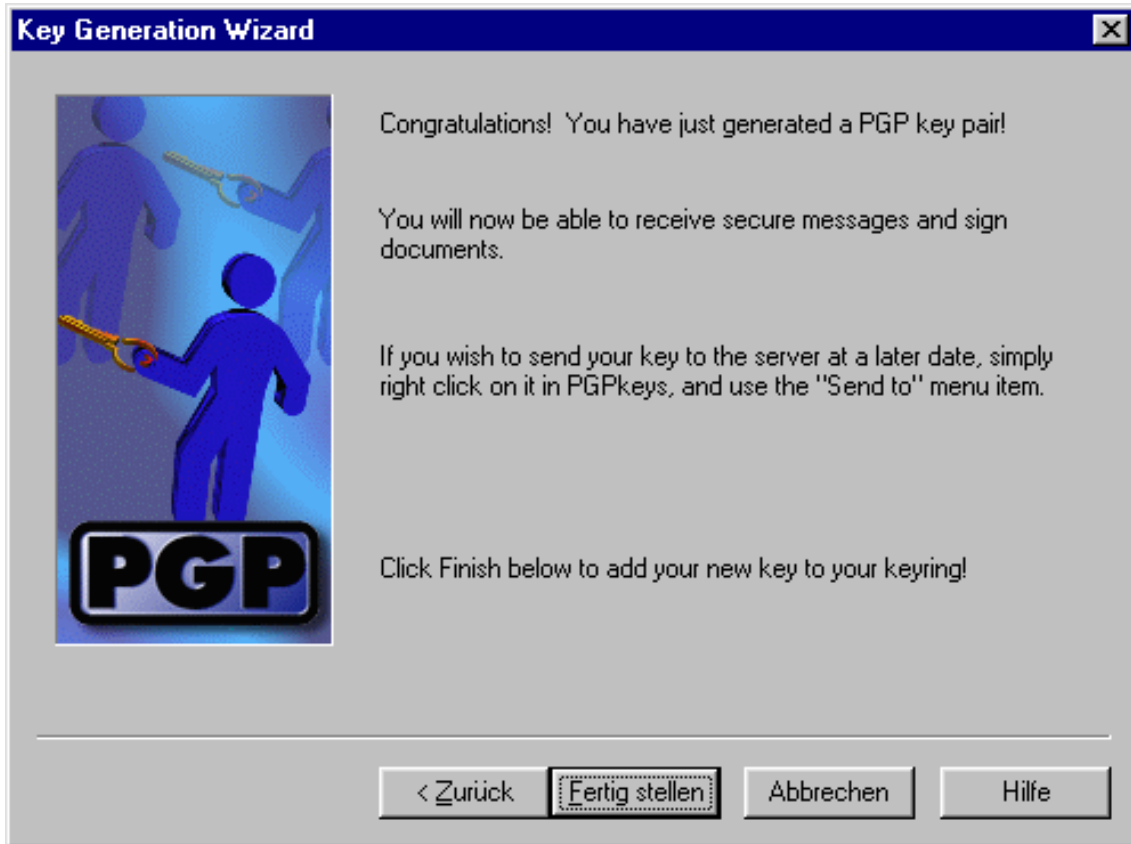 Key Generation Wizard
Congratulations!  You have just generated a PGP key pair!
You will now be able to receive secure messages and sign
documents.
If you wish to send your key to the server at a later date, simply
right click on it in PGPkeys, and use the "Send to" menu item.
PGP
Click Finish below to add your new key to your keyring!
< Zurück
Fertig stellen
Abbrechen
Hilfe